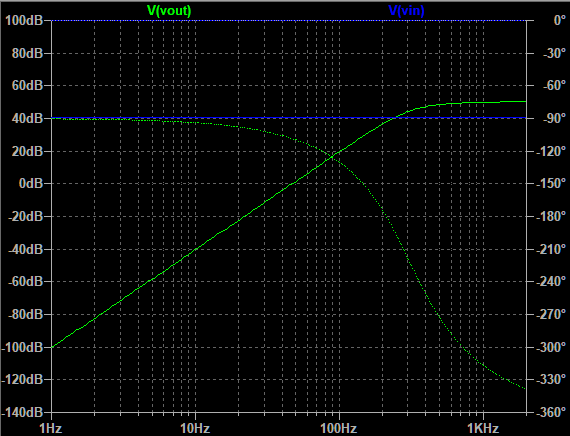 V(vout) V(vin)
100dB 0°
80dB -30°
60dB -60°
40dB -90°
20dB -120°
0dB -150°
-20dB -180°
-40dB -210°
-60dB -240°
-80dB -270°
-100dB -300°
-120dB -330°
-140dB -360°
1Hz 10Hz 100Hz 1KHz